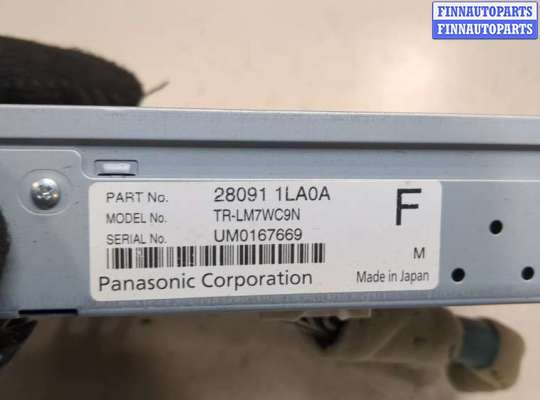 FINNAUTOPARTS
FINNAUTOPARTS
PART No. 28091 1LA0A
MODEL No. TR-LM7WC9N
SERIAL No. UM0167669
F
M
Panasonic Corporation Made in Japan